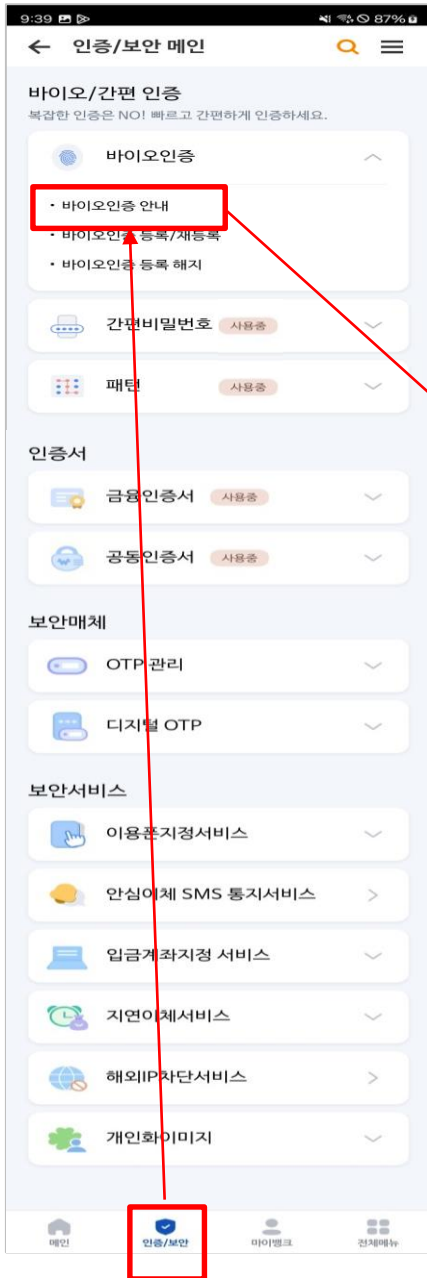 9:39 87%
인증/보안 메인
바이오/간편 인증
복잡한 인증은 NO! 빠르고 간편하게 인증하세요.
바이오인증
· 바이오인증 안내
· 바이오인증 등록/재등록
· 바이오인증 등록 해지
간편비밀번호 사용중
패턴 사용중
인증서
금융인증서 사용중
공동인증서 사용중
보안매체
OTP 관리
디지털 OTP
보안서비스
이용폰지정서비스
안심이체 SMS 통지서비스
입금계좌지정 서비스
지연이체서비스
해외IP차단서비스
개인화이미지
메인 인증/보안 마이뱅크 전체메뉴